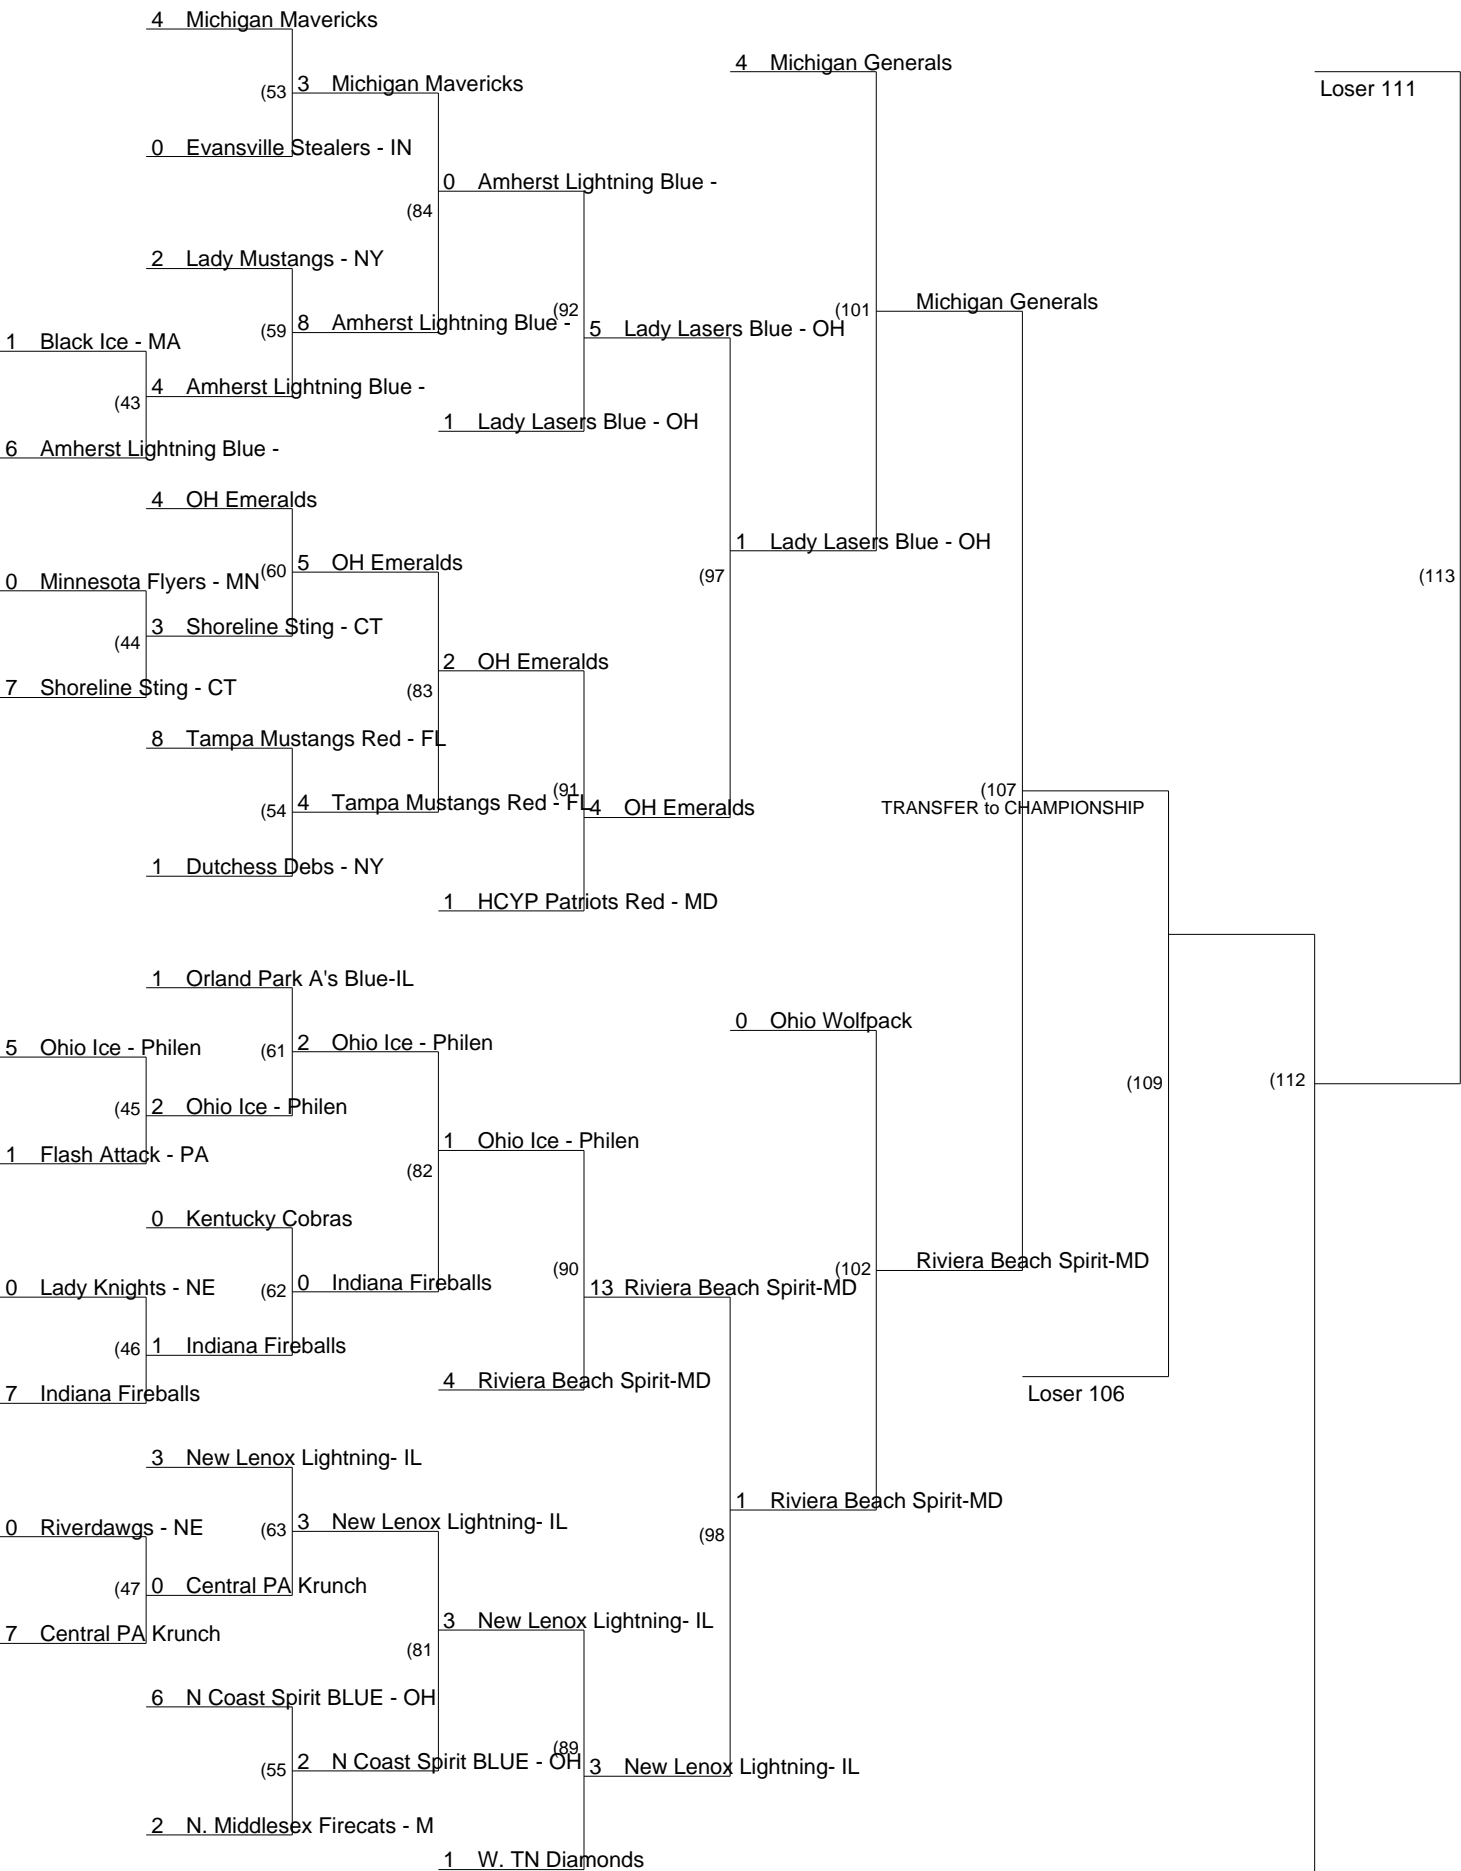 4 Michigan Mavericks
4 Michigan Generals
(53 3 Michigan Mavericks
Loser 111
0 Evansville Stealers - IN
0 Amherst Lightning Blue -
(84
2 Lady Mustangs - NY
(101 Michigan Generals
(92
(59 8 Amherst Lightning Blue -
5 Lady Lasers Blue - OH
1 Black Ice - MA
4 Amherst Lightning Blue -
(43
1 Lady Lasers Blue - OH
6 Amherst Lightning Blue -
4 OH Emeralds
1 Lady Lasers Blue - OH
(60 5 OH Emeralds
(97
(113
0 Minnesota Flyers - MN
3 Shoreline Sting - CT
(44
2 OH Emeralds
7 Shoreline Sting - CT
(83
8 Tampa Mustangs Red - FL
(91
(107
(54 4 Tampa Mustangs Red - FL
4 OH Emeralds
TRANSFER to CHAMPIONSHIP
1 Dutchess Debs - NY
1 HCYP Patriots Red - MD
1 Orland Park A's Blue-IL
0 Ohio Wolfpack
5 Ohio Ice - Philen
(61 2 Ohio Ice - Philen
(109
(112
(45 2 Ohio Ice - Philen
1 Ohio Ice - Philen
1 Flash Attack - PA
(82
0 Kentucky Cobras
(90
(102 Riviera Beach Spirit-MD
0 Lady Knights - NE
(62 0 Indiana Fireballs
13 Riviera Beach Spirit-MD
(46 1 Indiana Fireballs
4 Riviera Beach Spirit-MD
7 Indiana Fireballs
Loser 106
3 New Lenox Lightning- IL
1 Riviera Beach Spirit-MD
0 Riverdawgs - NE
(63 3 New Lenox Lightning- IL
(98
(47 0 Central PA Krunch
3 New Lenox Lightning- IL
7 Central PA Krunch
(81
6 N Coast Spirit BLUE - OH
(89
(55 2 N Coast Spirit BLUE - OH
3 New Lenox Lightning- IL
2 N. Middlesex Firecats - M
1 W. TN Diamonds